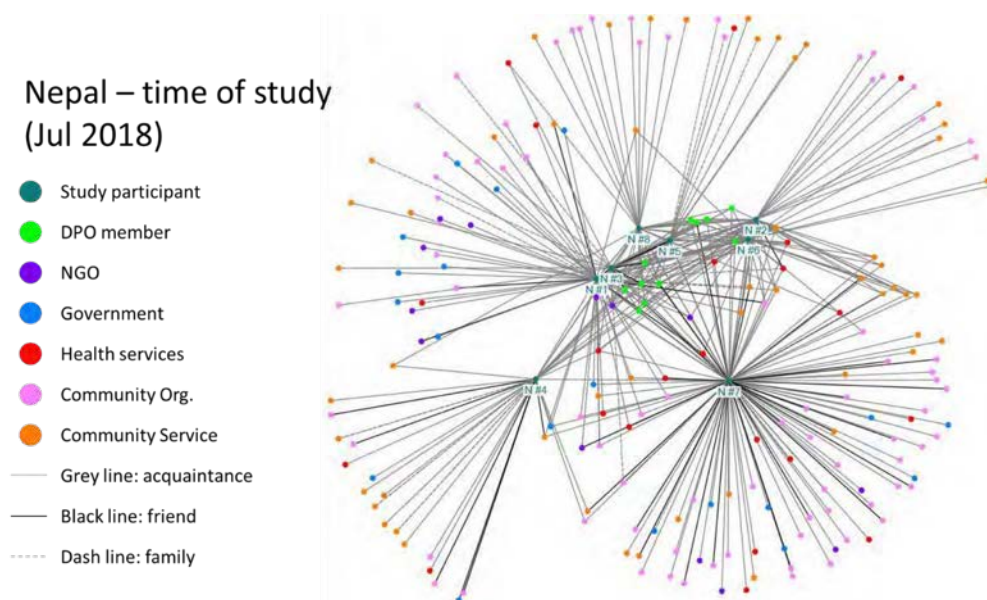 Nepal – time of study
(Jul 2018)
Study participant
DPO member
NGO
Government
Health services
Community Org.
Community Service
Grey line: acquaintance
Black line: friend
Dash line: family
N #8
N #5
N #2
N #6
N #3
N #1
N #4
N #7